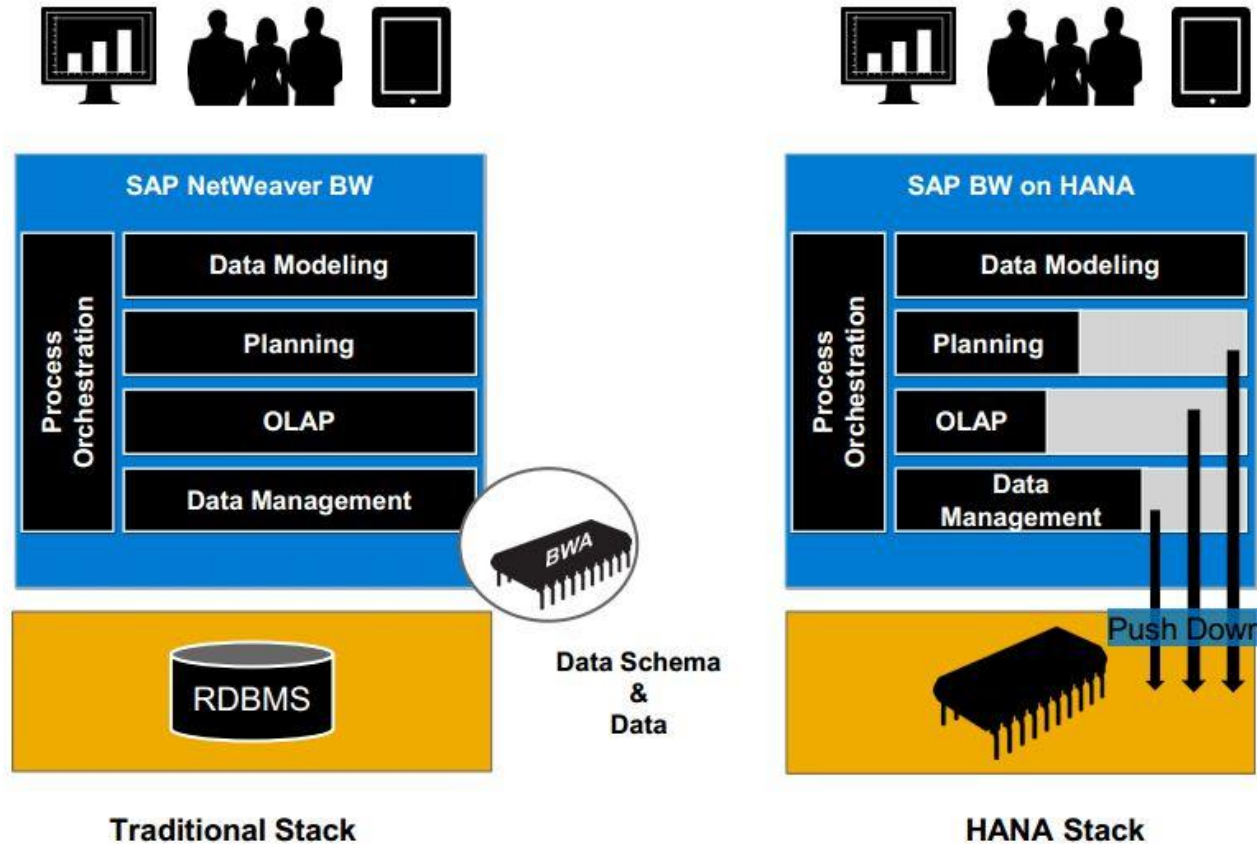 SAP NetWeaver BW
Process
Orchestration
Data Modeling
Planning
OLAP
Data Management
BWA
RDBMS
Traditional Stack
Data Schema
&
Data
SAP BW on HANA
Process
Orchestration
Data Modeling
Planning
OLAP
Data
Management
Push Down
HANA Stack